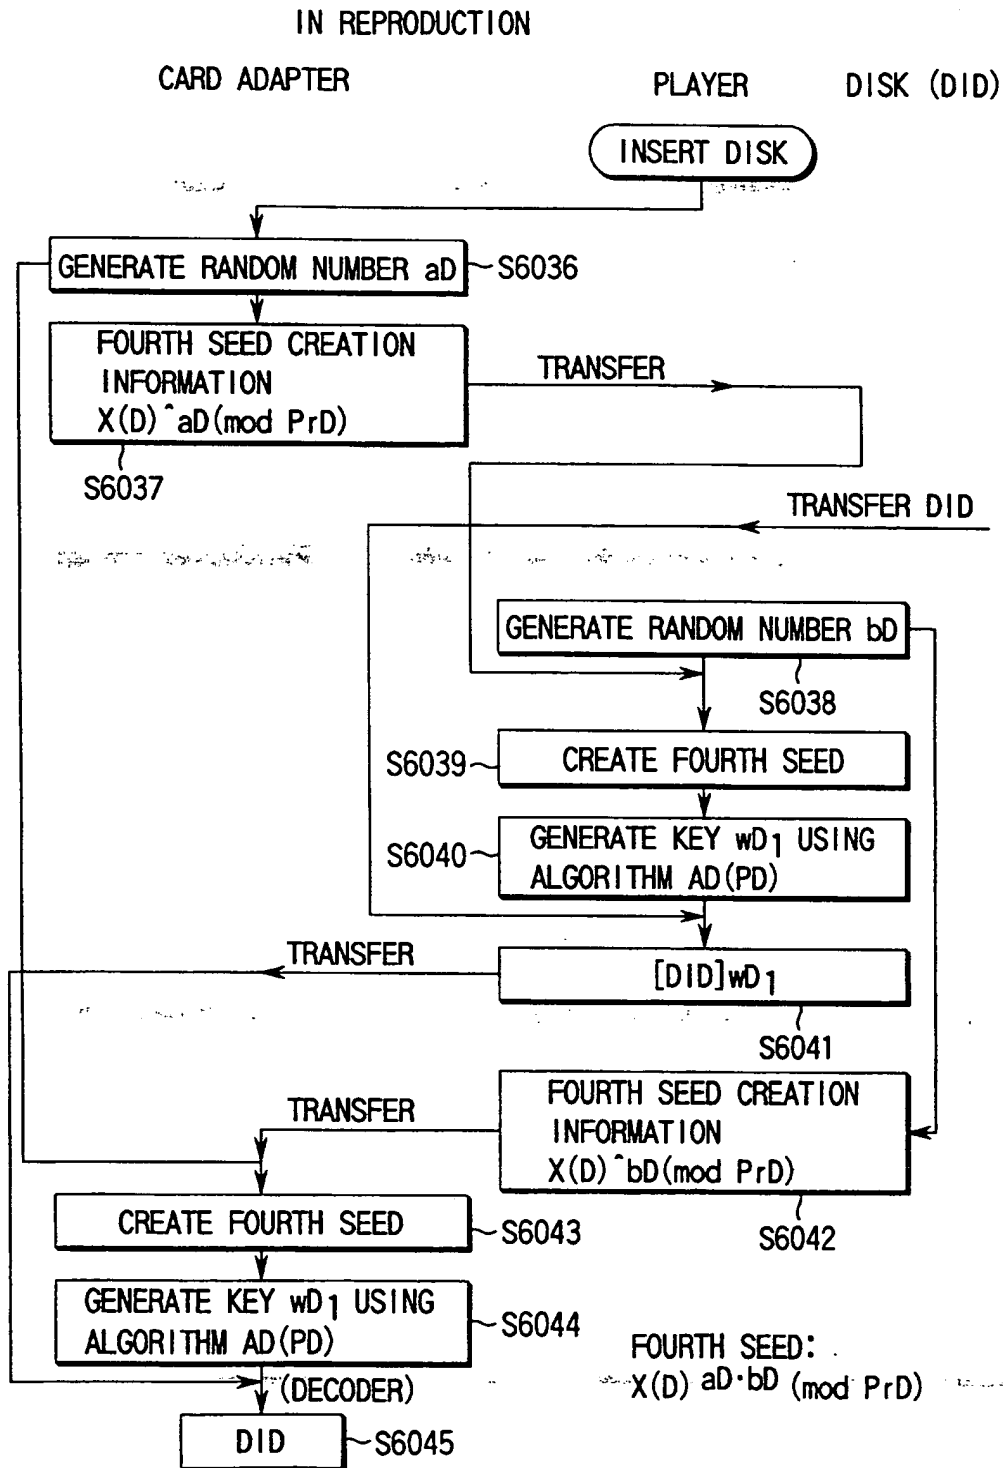 IN REPRODUCTION
CARD ADAPTER
PLAYER
DISK (DID)
INSERT DISK
GENERATE RANDOM NUMBER aD
S6036
FOURTH SEED CREATION
INFORMATION
X(D)^aD(mod PrD)
S6037
TRANSFER
TRANSFER DID
GENERATE RANDOM NUMBER bD
S6038
S6039
CREATE FOURTH SEED
S6040
GENERATE KEY wD1 USING
ALGORITHM AD(PD)
TRANSFER
[DID]wD1
S6041
TRANSFER
FOURTH SEED CREATION
INFORMATION
X(D)^bD(mod PrD)
S6042
CREATE FOURTH SEED
S6043
GENERATE KEY wD1 USING
ALGORITHM AD(PD)
S6044
(DECODER)
DID
S6045
FOURTH SEED:
X(D) aD·bD (mod PrD)